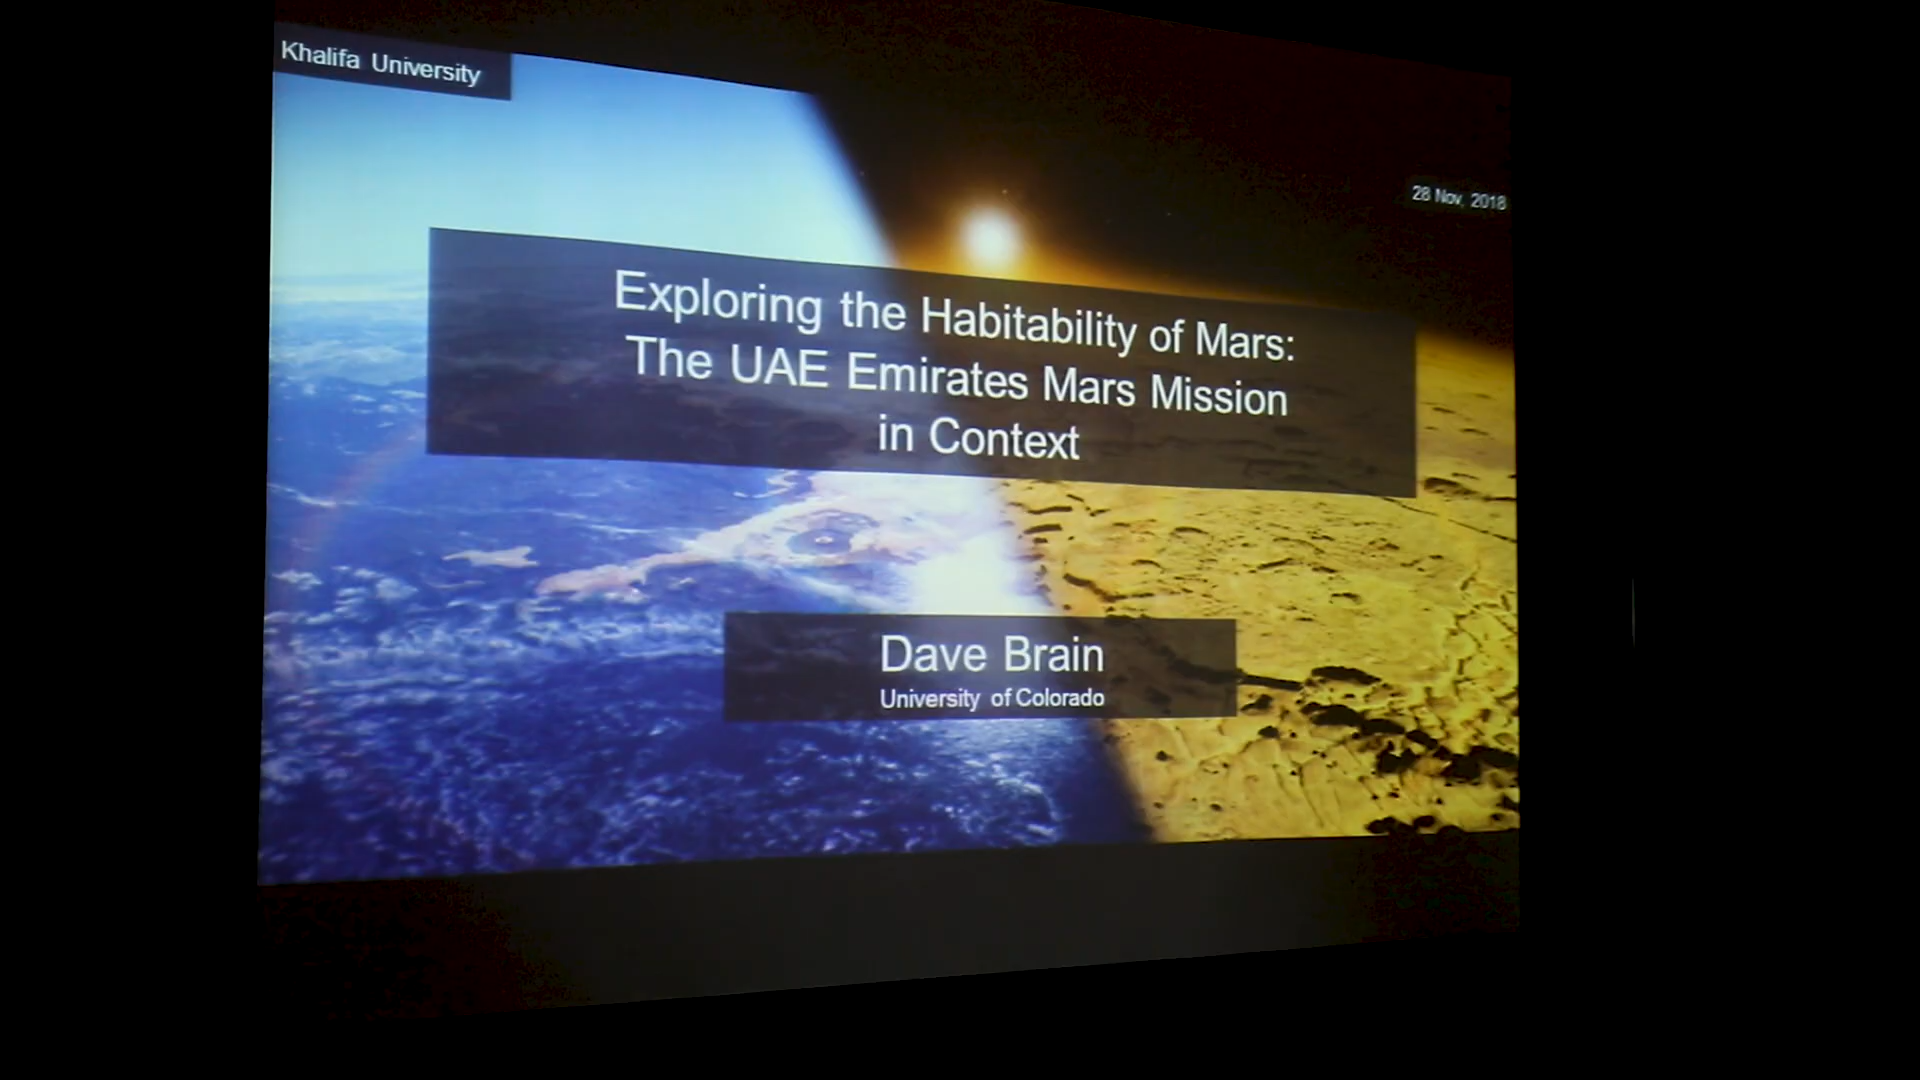 Khalifa University
28 Nov, 2018
Exploring the Habitability of Mars:
The UAE Emirates Mars Mission
in Context
Dave Brain
University of Colorado